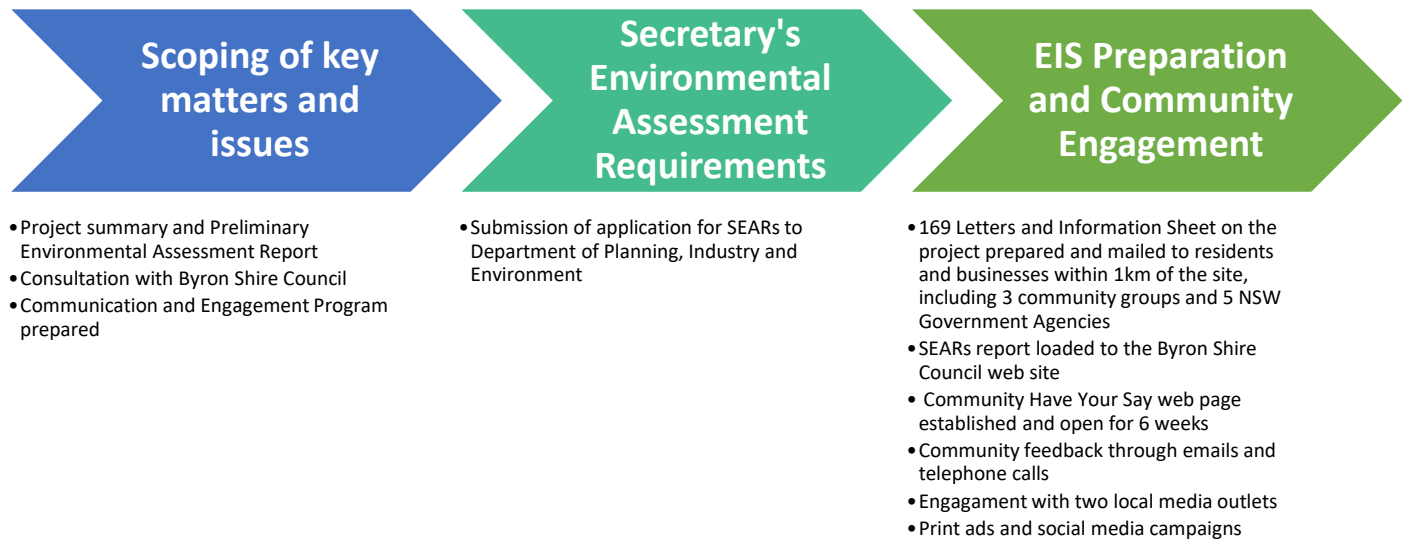 Scoping of key
matters and
issues
•Project summary and Preliminary
Environmental Assessment Report
•Consultation with Byron Shire Council
•Communication and Engagement Program
prepared
Secretary's
Environmental
Assessment
Requirements
•Submission of application for SEARs to
Department of Planning, Industry and
Environment
EIS Preparation
and Community
Engagement
•169 Letters and Information Sheet on the
project prepared and mailed to residents
and businesses within 1km of the site,
including 3 community groups and 5 NSW
Government Agencies
•SEARs report loaded to the Byron Shire
Council web site
• Community Have Your Say web page
established and open for 6 weeks
•Community feedback through emails and
telephone calls
•Engagament with two local media outlets
•Print ads and social media campaigns